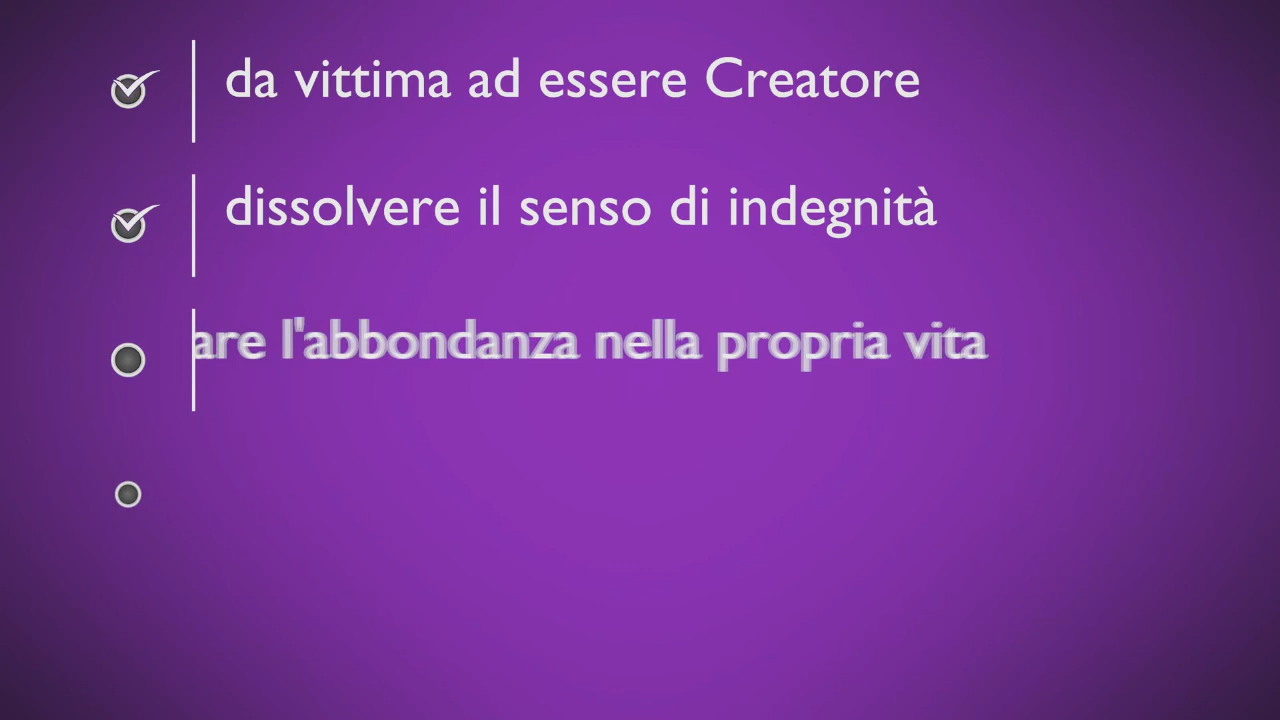 da vittima ad essere Creatore
dissolvere il senso di indegnità
are l'abbondanza nella propria vita